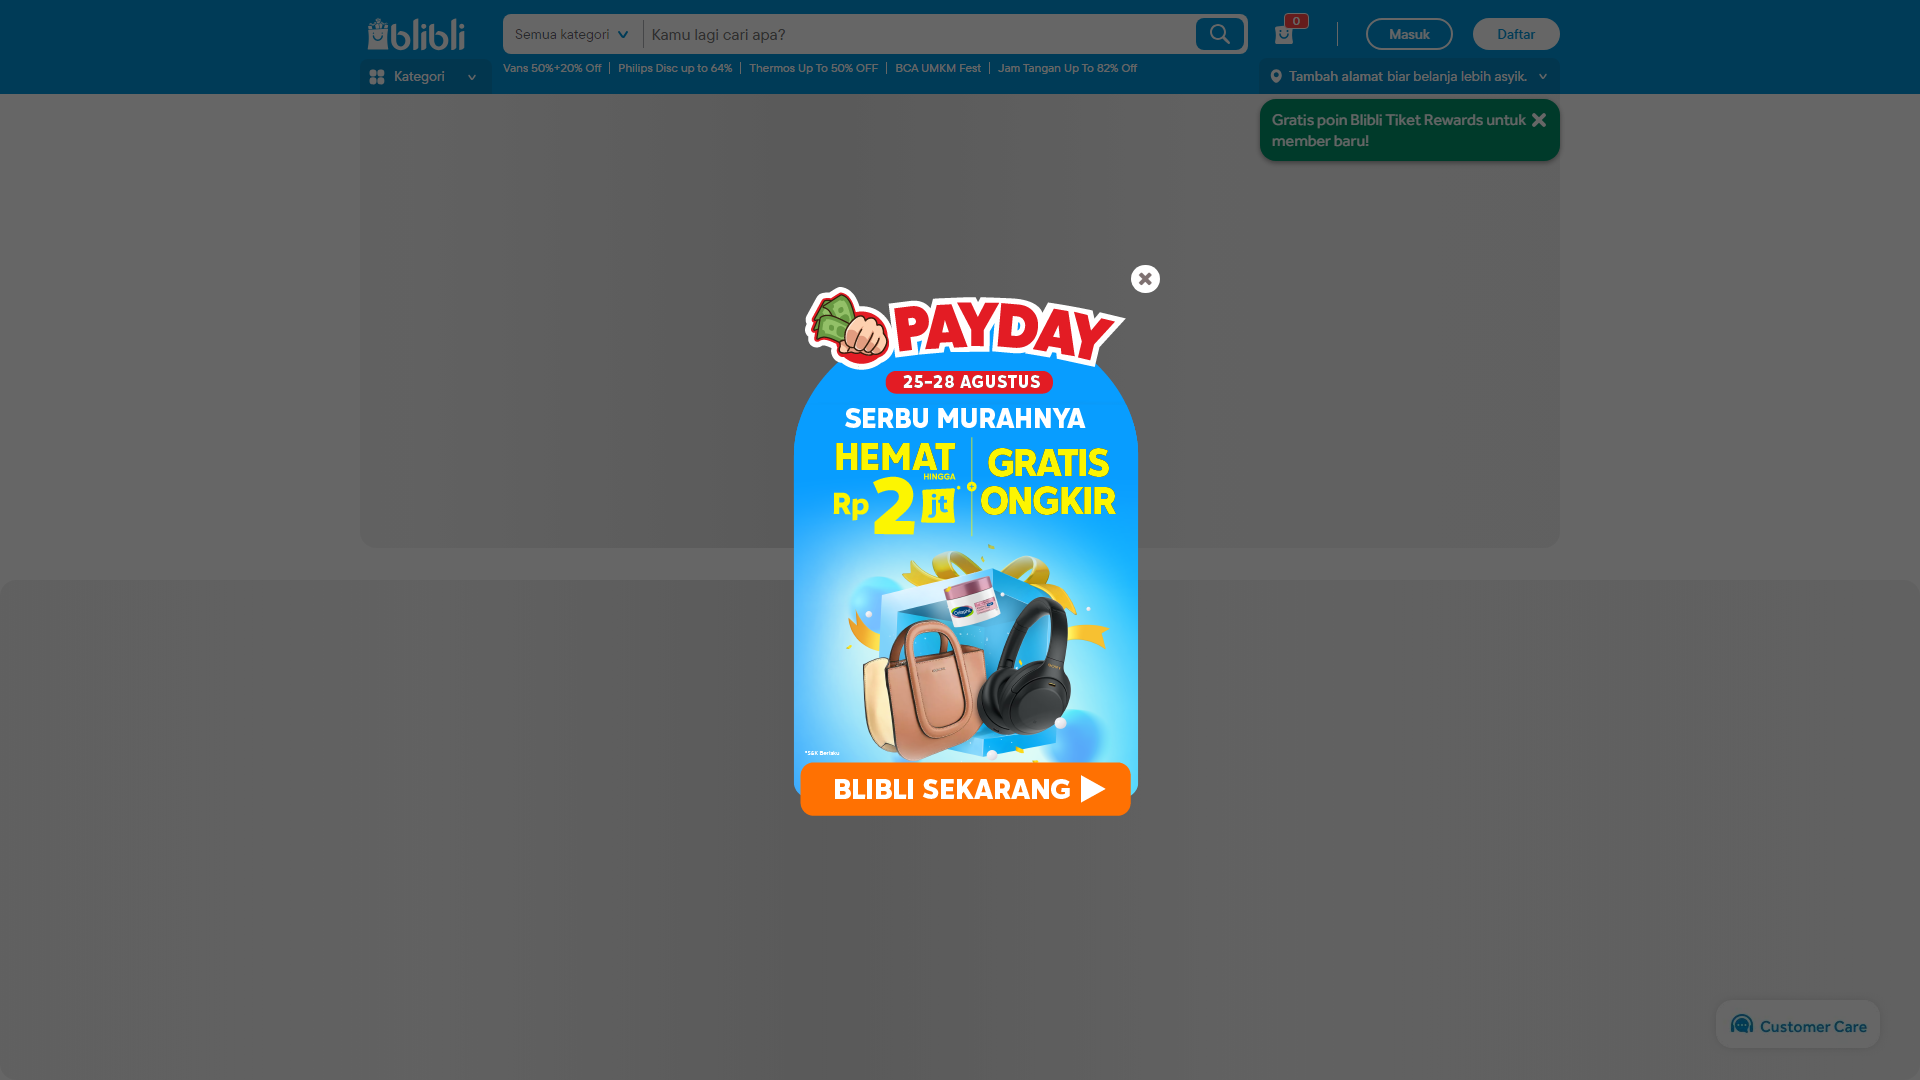 blibli
Semua kategori
Kamu lagi cari apa?
0
Masuk
Daftar
Kategori
Vans 50%+20% Off
Philips Disc up to 64%
Thermos Up To 50% OFF
BCA UMKM Fest
Jam Tangan Up To 82% Off
Tambah alamat biar belanja lebih asyik.
Gratis poin Blibli Tiket Rewards untuk
member baru!
PAYDAY
25-28 AGUSTUS
SERBU MURAHNYA
HEMAT
HINGGA
Rp 2 jt*
+
GRATIS
ONGKIR
Cetaphil
*S&K Berlaku
BLIBLI SEKARANG
Customer Care